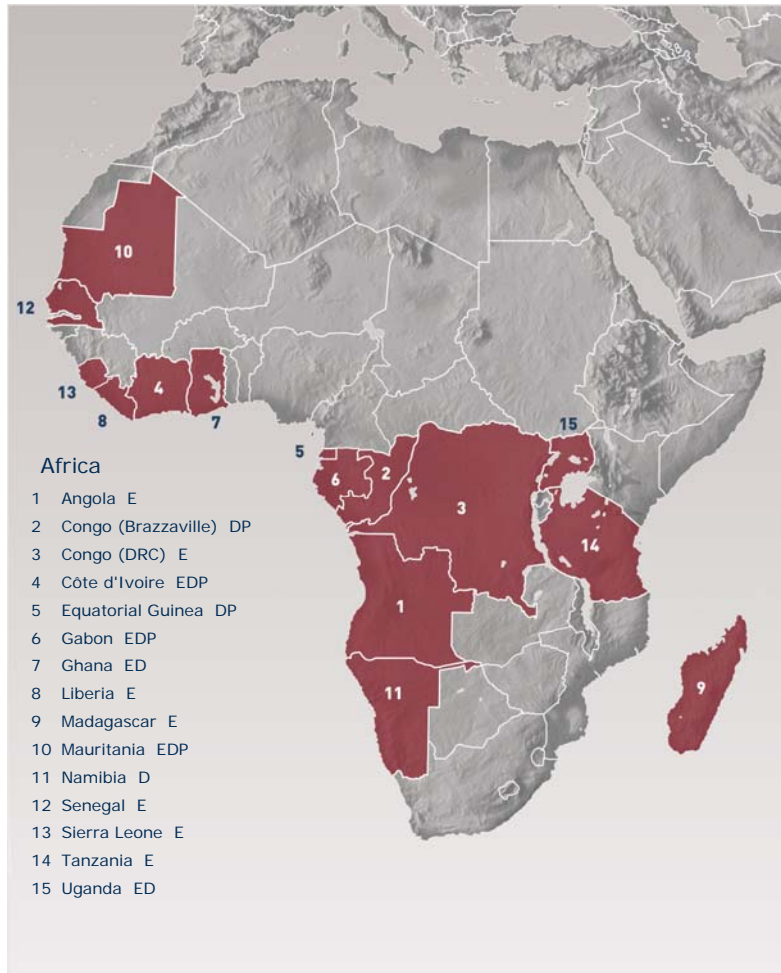 10
12
13
4
8
7
15
5
6
2
3
14
1
11
9
Africa
1 Angola E
2 Congo (Brazzaville) DP
3 Congo (DRC) E
4 Côte d'Ivoire EDP
5 Equatorial Guinea DP
6 Gabon EDP
7 Ghana ED
8 Liberia E
9 Madagascar E
10 Mauritania EDP
11 Namibia D
12 Senegal E
13 Sierra Leone E
14 Tanzania E
15 Uganda ED